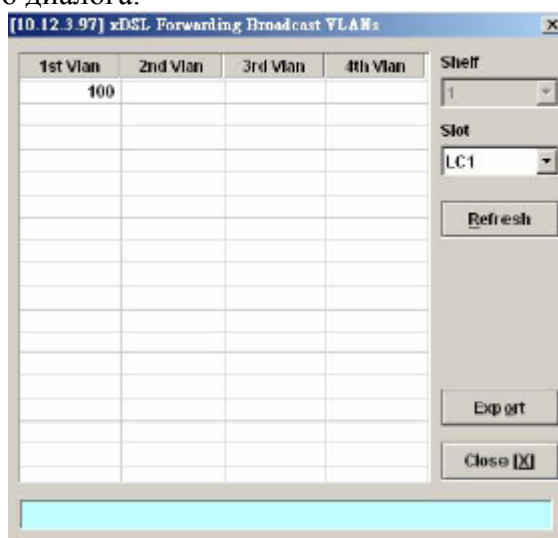 о диалога:
[10.12.3.97] xDSL Forwarding Broadcast VLANs
1st Vlan 2nd Vlan 3rd Vlan 4th Vlan
100
Shelf
1
Slot
LC1
Refresh
Export
Close [X]